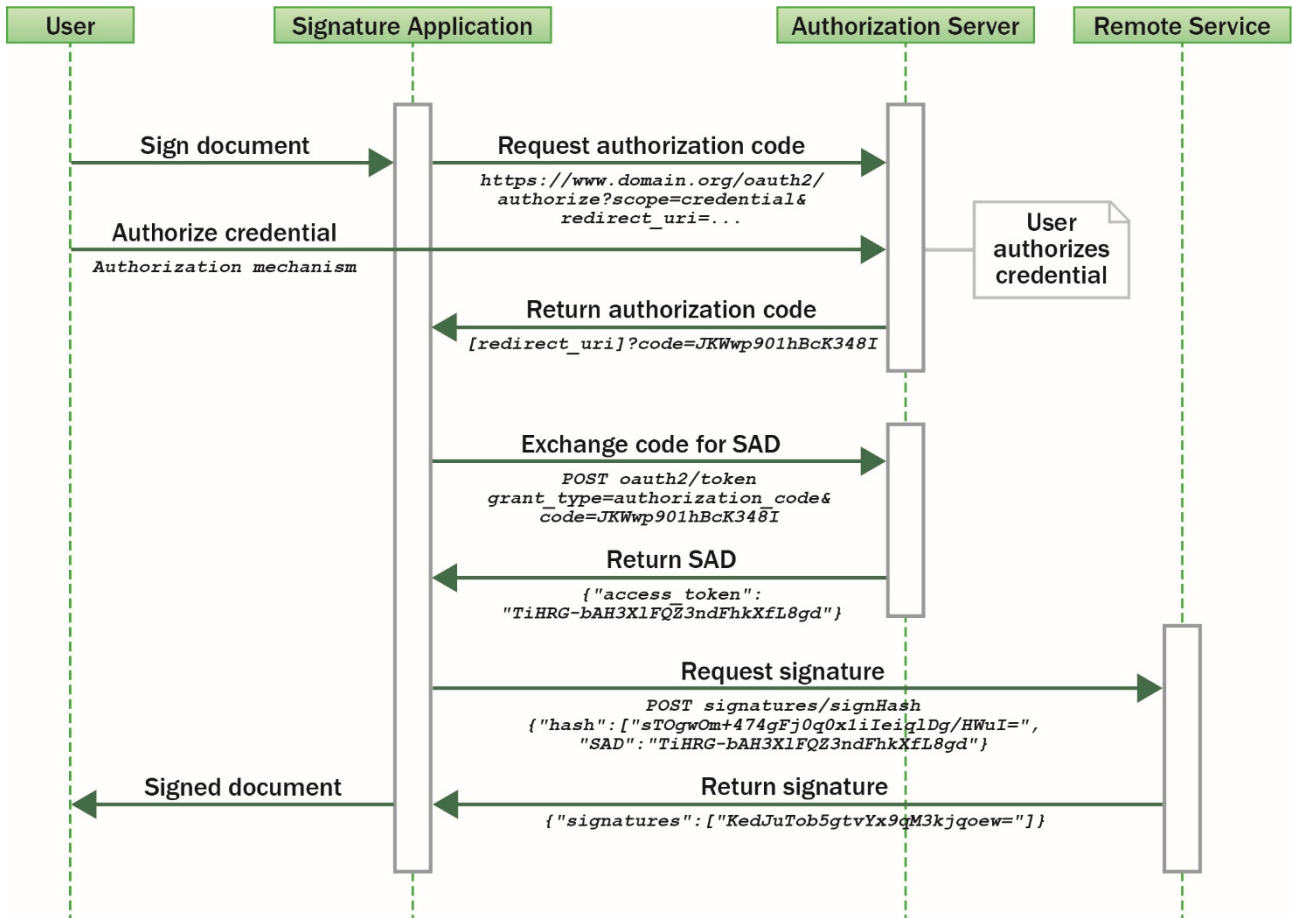 User
Signature Application
Authorization Server
Remote Service
Sign document
Request authorization code
https://www.domain.org/oauth2/
authorize?scope=credential&
redirect_uri=...
Authorize credential
Authorization mechanism
User
authorizes
credential
Return authorization code
[redirect_uri]?code=JKWwp901hBcK348I
Exchange code for SAD
POST oauth2/token
grant_type=authorization_code&
code=JKWwp901hBcK348I
Return SAD
{"access_token":
"TiHRG-bAH3XlFQZ3ndFhkXfL8gd"}
Request signature
POST signatures/signHash
{"hash":["sTOgwOm+474gFj0q0x1iIeiqlDg/HWuI=",
"SAD":"TiHRG-bAH3XlFQZ3ndFhkXfL8gd"}
Signed document
Return signature
{"signatures":["KedJuTob5gtvYx9qM3kjqoew="]}